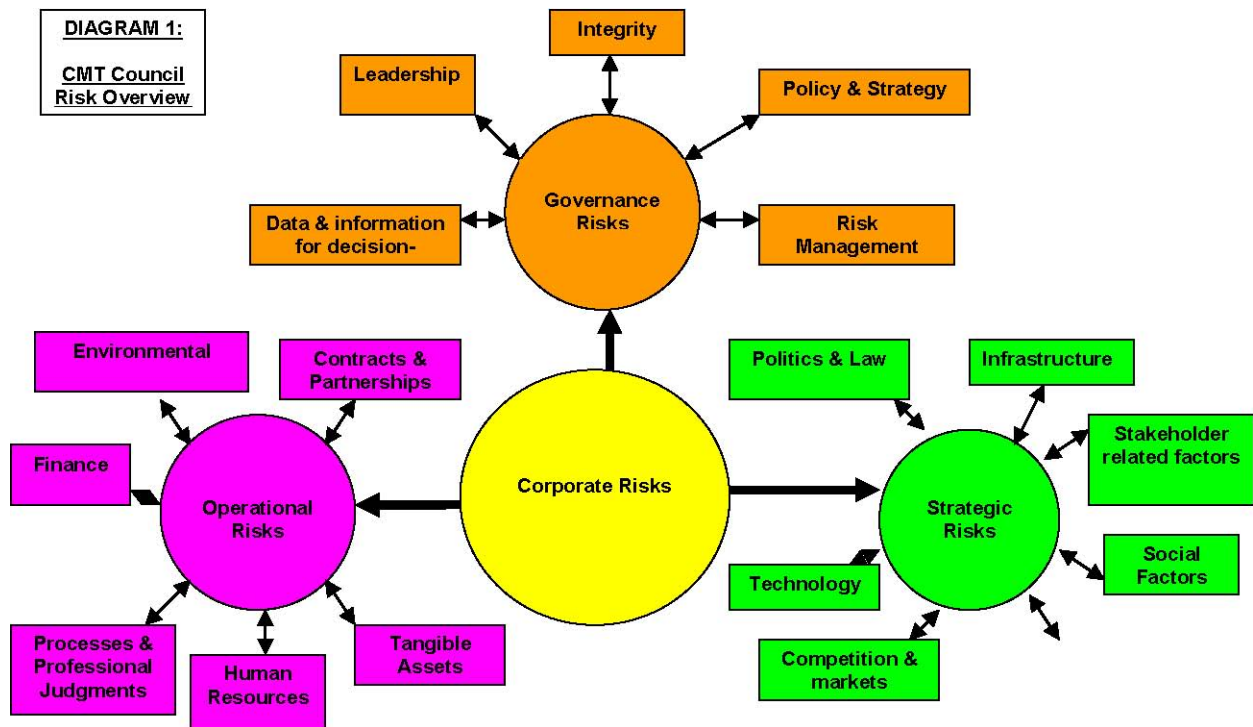 DIAGRAM 1:
CMT Council
Risk Overview
Integrity
Leadership
Policy & Strategy
Governance
Risks
Data & information
for decision-
Risk
Management
Environmental
Contracts &
Partnerships
Politics & Law
Infrastructure
Finance
Stakeholder
related factors
Operational
Risks
Corporate Risks
Strategic
Risks
Technology
Social
Factors
Processes &
Professional
Judgments
Human
Resources
Tangible
Assets
Competition &
markets